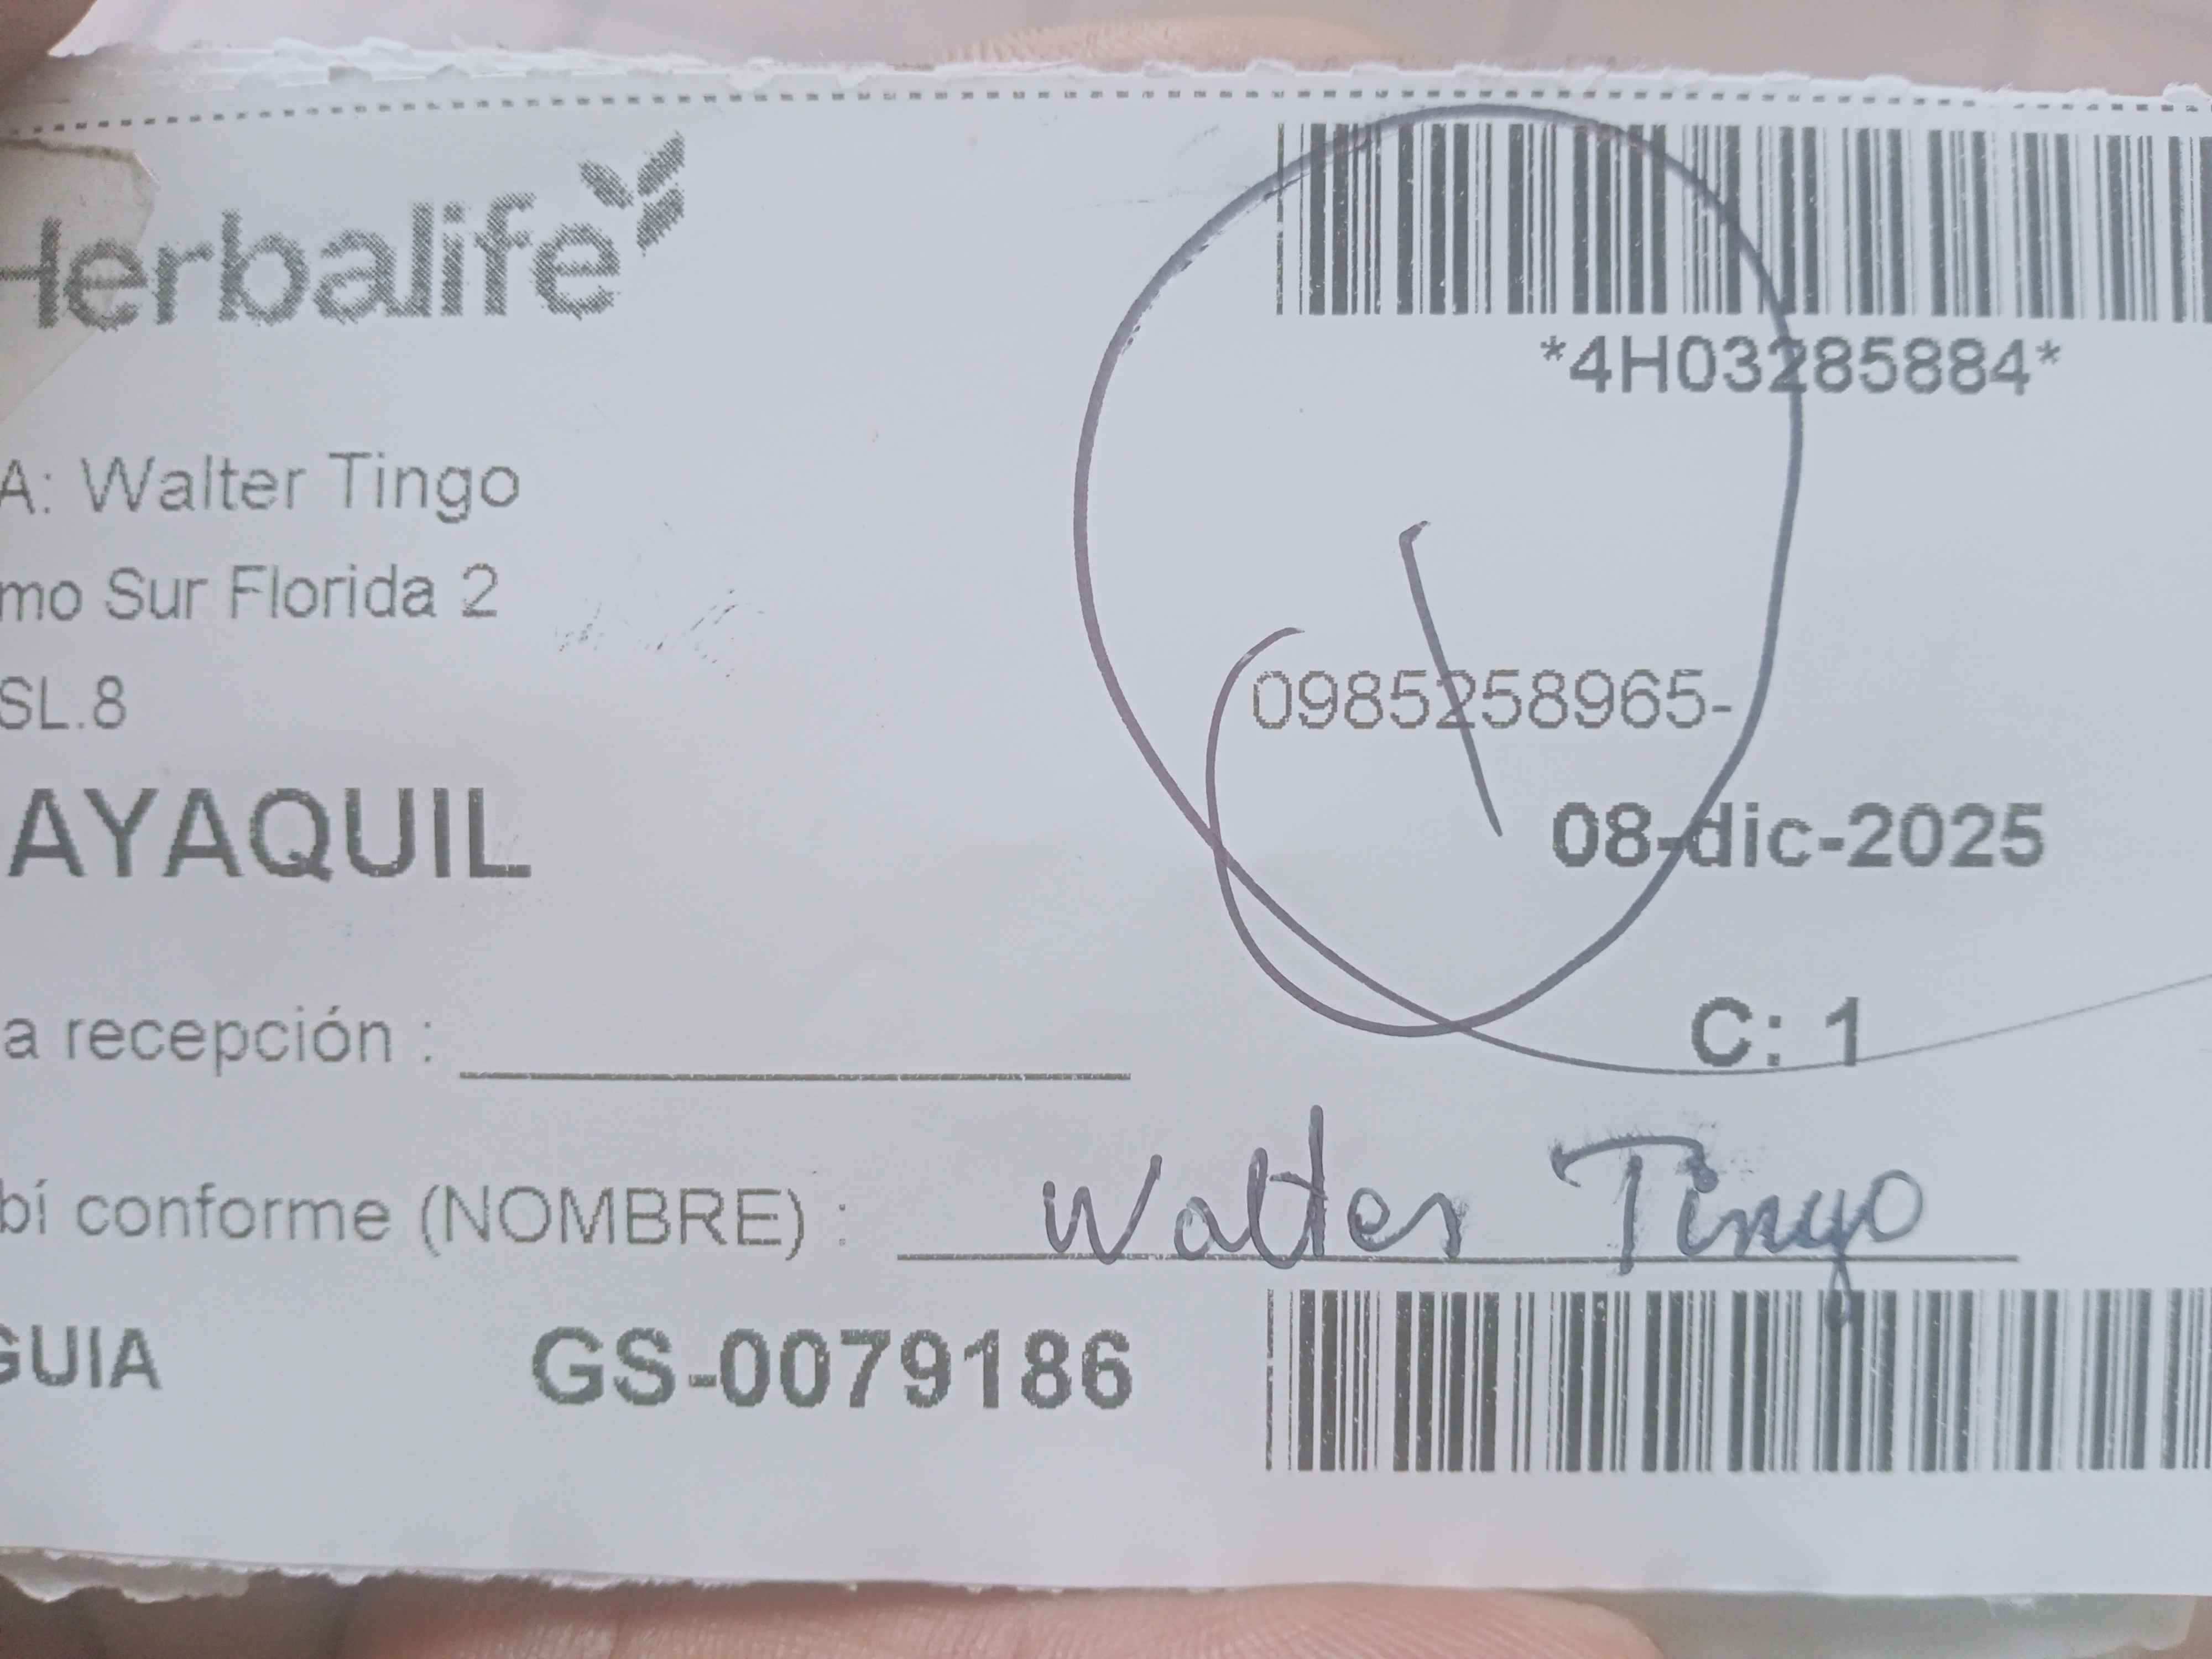 Herbalife
*4H03285884*
A: Walter Tingo
mo Sur Florida 2
SL.8
0985258965-
AYAQUIL
08-dic-2025
a recepción :
C: 1
bí conforme (NOMBRE) : Walter Tingo
GUIA GS-0079186